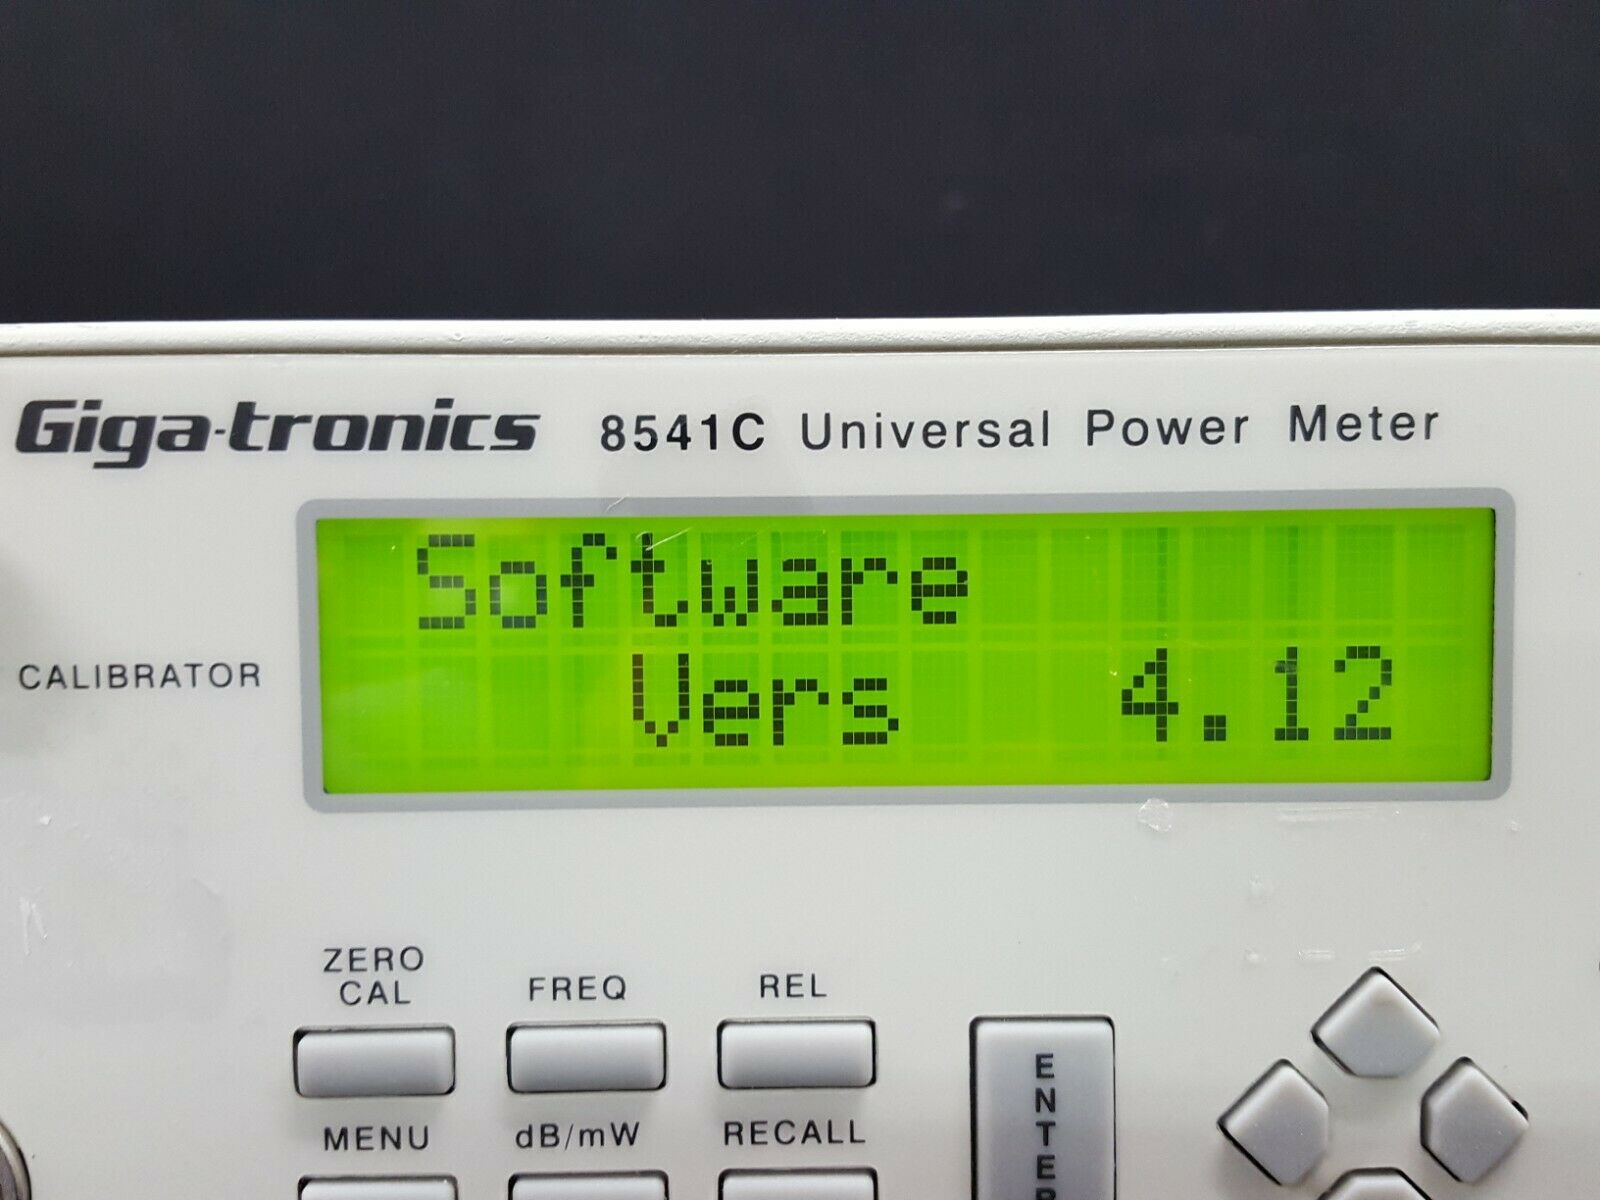 Giga-tronics 8541C Universal Power Meter
Software
Vers 4.12
CALIBRATOR
ZERO
CAL
FREQ
REL
MENU
dB/mW
RECALL
ENTER